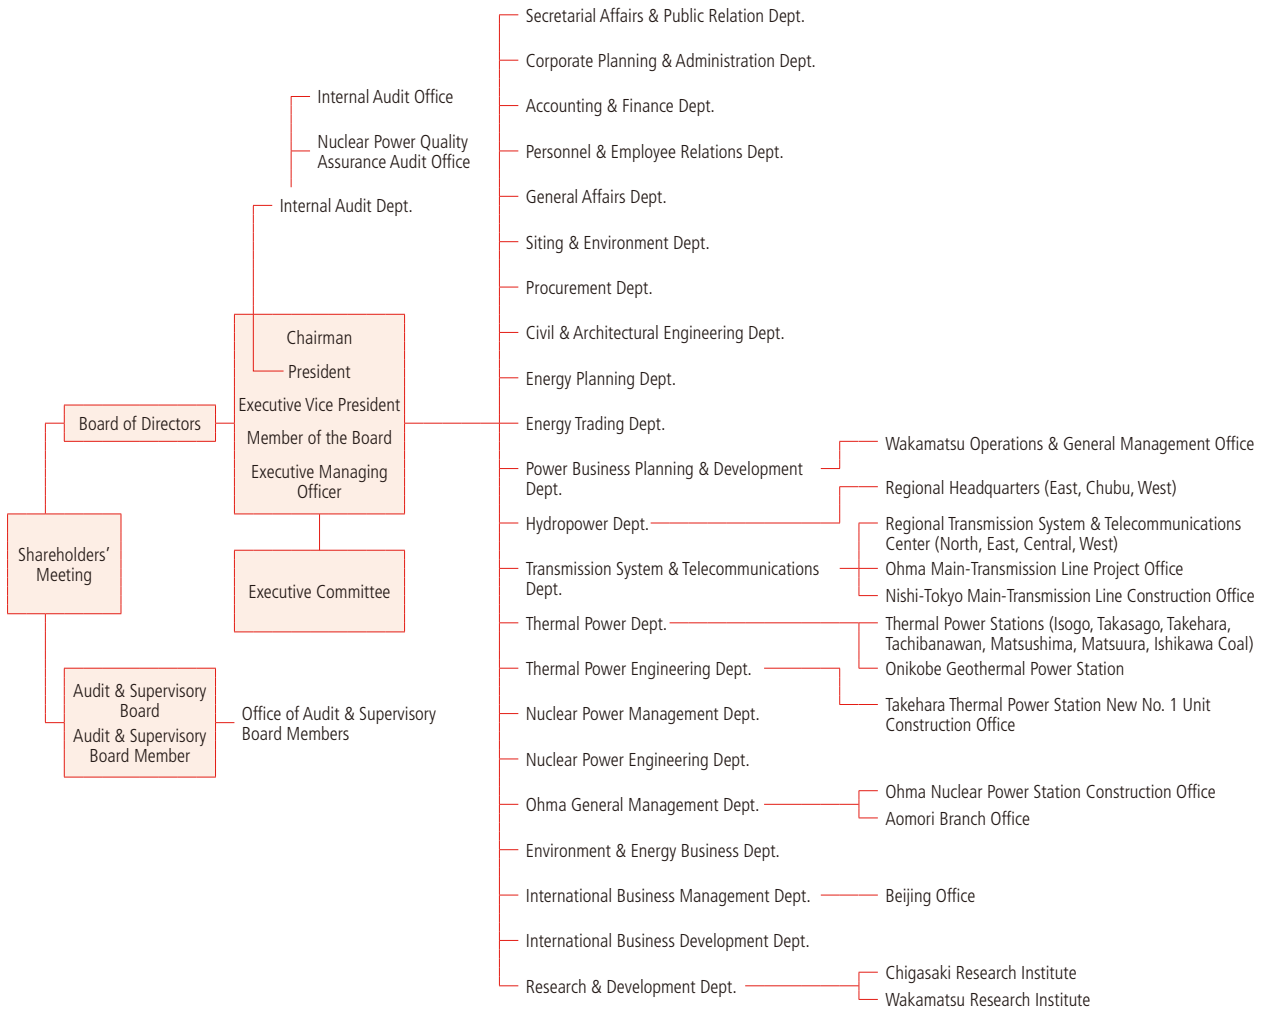 Shareholders’
Meeting
Board of Directors
Audit & Supervisory
Board
Audit & Supervisory
Board Member
Office of Audit & Supervisory
Board Members
Internal Audit Office
Nuclear Power Quality
Assurance Audit Office
Internal Audit Dept.
Chairman
President
Executive Vice President
Member of the Board
Executive Managing
Officer
Executive Committee
Secretarial Affairs & Public Relation Dept.
Corporate Planning & Administration Dept.
Accounting & Finance Dept.
Personnel & Employee Relations Dept.
General Affairs Dept.
Siting & Environment Dept.
Procurement Dept.
Civil & Architectural Engineering Dept.
Energy Planning Dept.
Energy Trading Dept.
Power Business Planning & Development
Dept.
Wakamatsu Operations & General Management Office
Hydropower Dept.
Regional Headquarters (East, Chubu, West)
Transmission System & Telecommunications
Dept.
Regional Transmission System & Telecommunications
Center (North, East, Central, West)
Ohma Main-Transmission Line Project Office
Nishi-Tokyo Main-Transmission Line Construction Office
Thermal Power Dept.
Thermal Power Stations (Isogo, Takasago, Takehara,
Tachibanawan, Matsushima, Matsuura, Ishikawa Coal)
Onikobe Geothermal Power Station
Thermal Power Engineering Dept.
Takehara Thermal Power Station New No. 1 Unit
Construction Office
Nuclear Power Management Dept.
Nuclear Power Engineering Dept.
Ohma General Management Dept.
Ohma Nuclear Power Station Construction Office
Aomori Branch Office
Environment & Energy Business Dept.
International Business Management Dept.
Beijing Office
International Business Development Dept.
Research & Development Dept.
Chigasaki Research Institute
Wakamatsu Research Institute